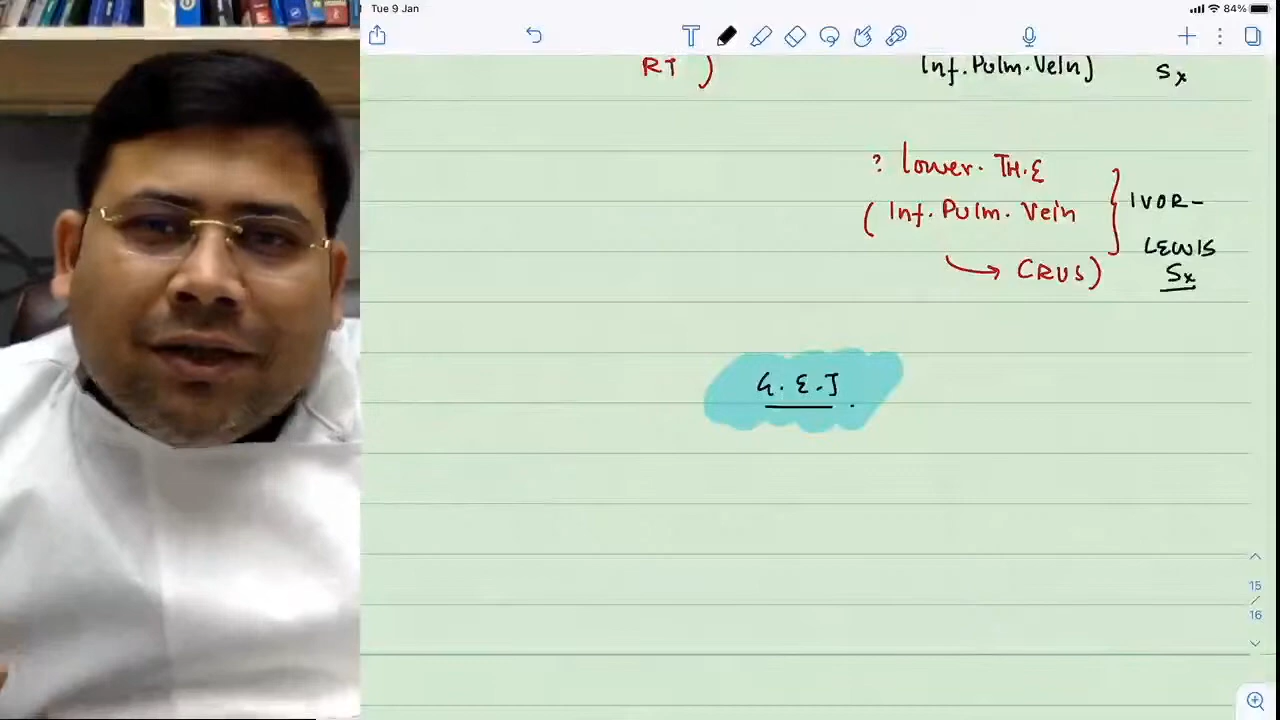 Tue 9 Jan
84%
RT )
Inf. Pulm. Vein)
Sx
? lower. TH.E
( Inf. Pulm. Vein
→ CRUS)
IVOR-
LEWIS
Sx
G. E. J
15
16